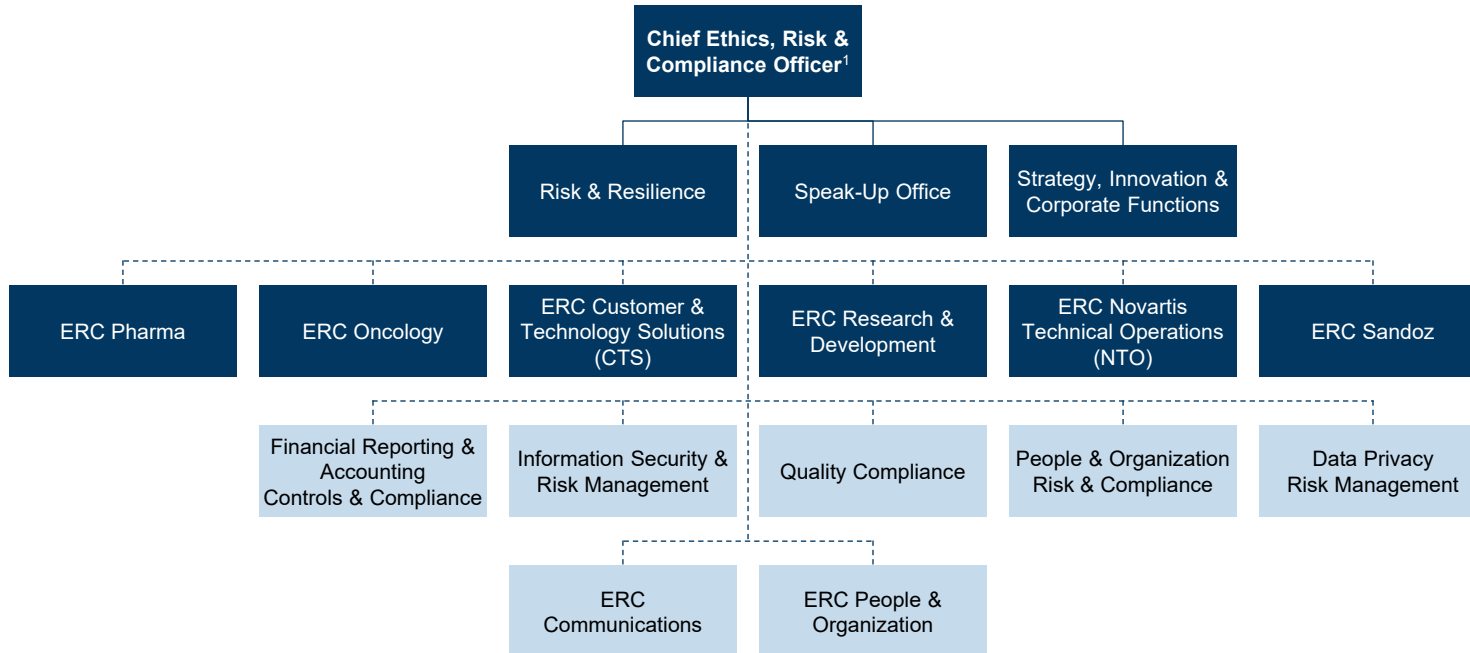 Chief Ethics, Risk &
Compliance Officer¹
Risk & Resilience
Speak-Up Office
Strategy, Innovation &
Corporate Functions
ERC Pharma
ERC Oncology
ERC Customer &
Technology Solutions
(CTS)
ERC Research &
Development
ERC Novartis
Technical Operations
(NTO)
ERC Sandoz
Financial Reporting &
Accounting
Controls & Compliance
Information Security &
Risk Management
Quality Compliance
People & Organization
Risk & Compliance
Data Privacy
Risk Management
ERC
Communications
ERC People &
Organization